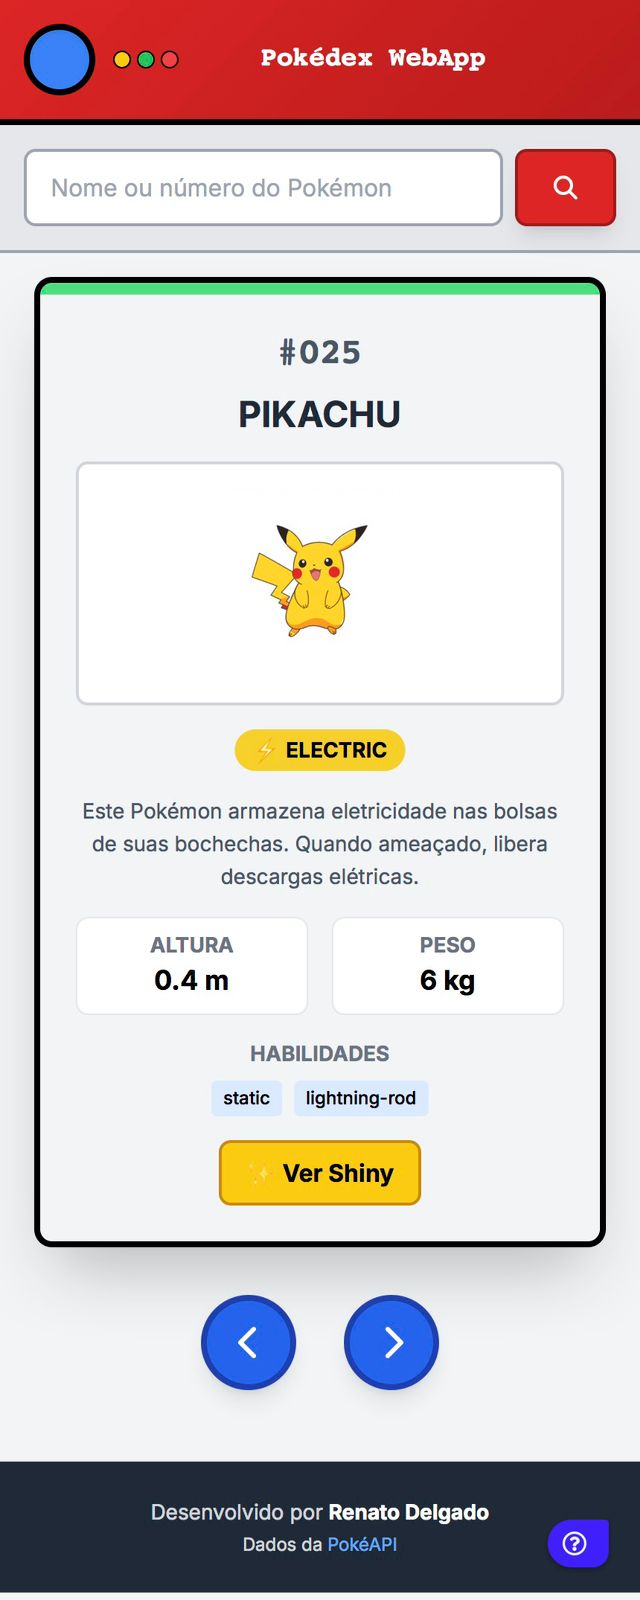 Pokédex WebApp
Nome ou número do Pokémon
#025
PIKACHU
⚡ ELECTRIC
Este Pokémon armazena eletricidade nas bolsas
de suas bochechas. Quando ameaçado, libera
descargas elétricas.
ALTURA
0.4 m
PESO
6 kg
HABILIDADES
static
lightning-rod
✨ Ver Shiny
Desenvolvido por Renato Delgado
Dados da PokéAPI